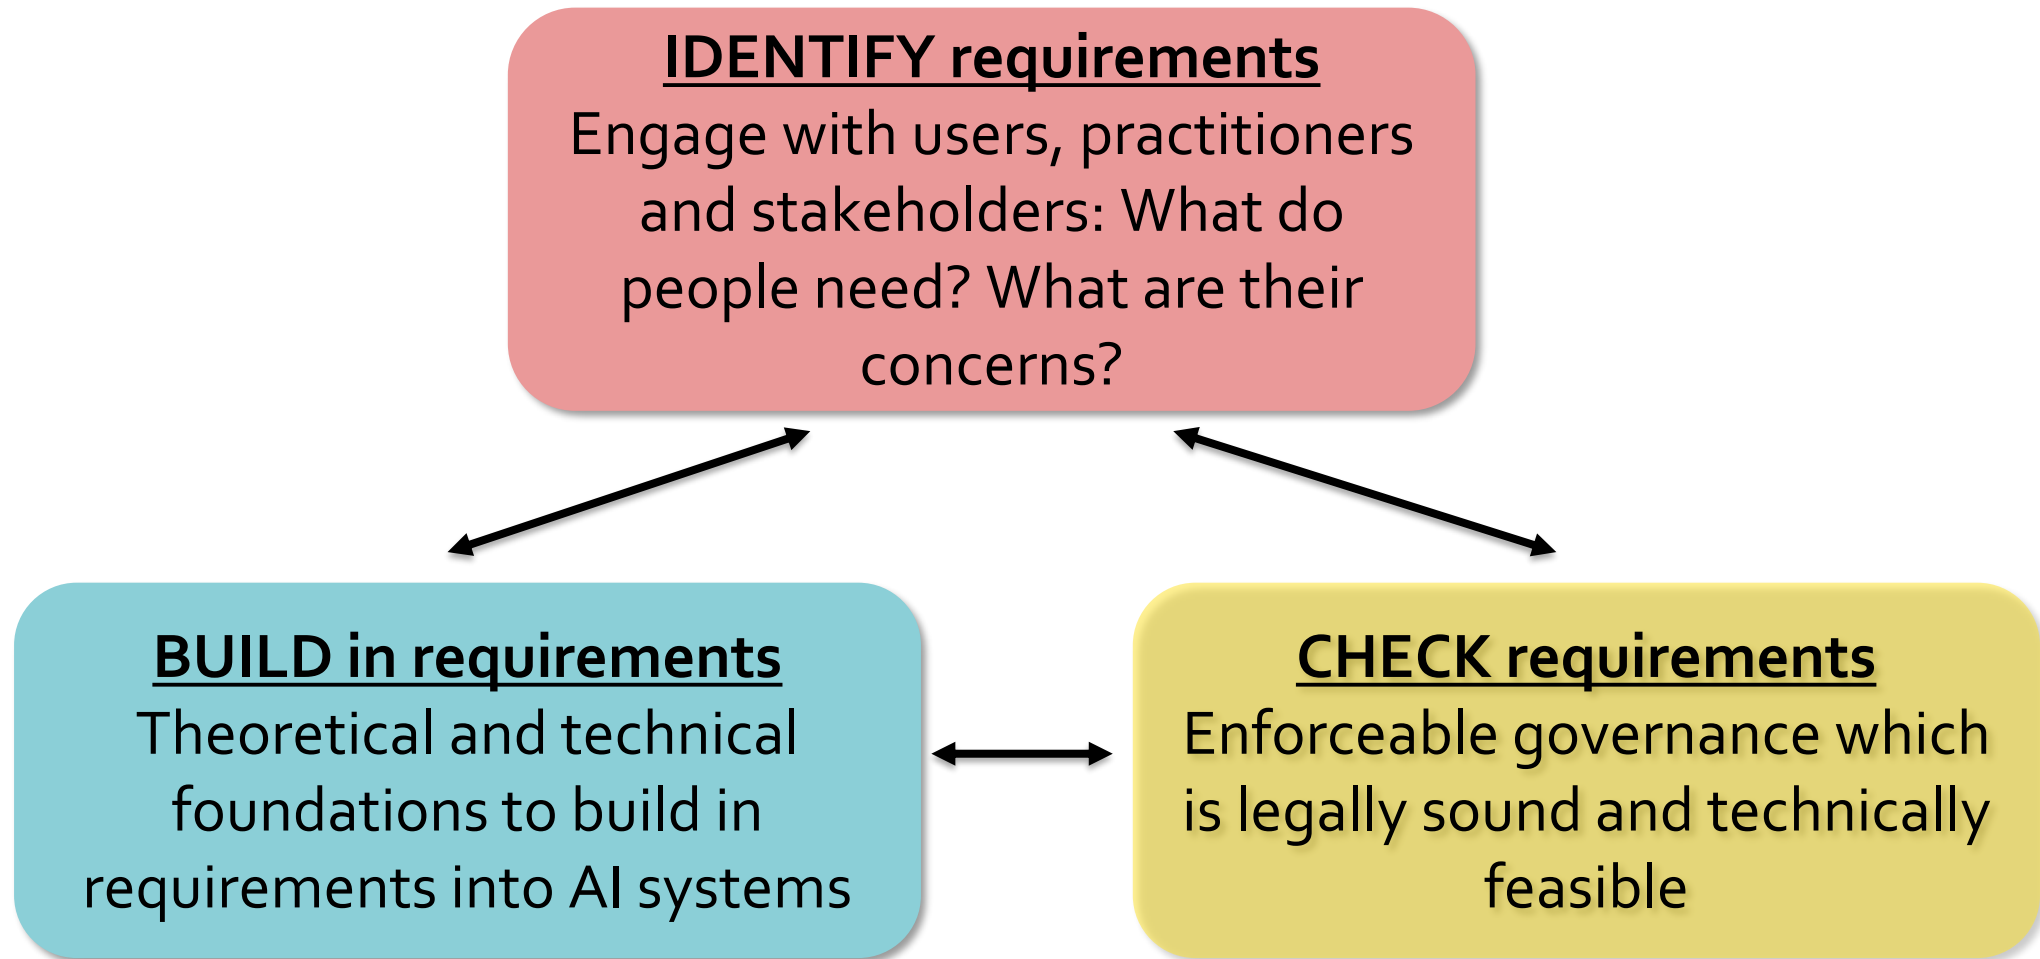 IDENTIFY requirements
Engage with users, practitioners
and stakeholders: What do
people need? What are their
concerns?
BUILD in requirements
Theoretical and technical
foundations to build in
requirements into AI systems
CHECK requirements
Enforceable governance which
is legally sound and technically
feasible